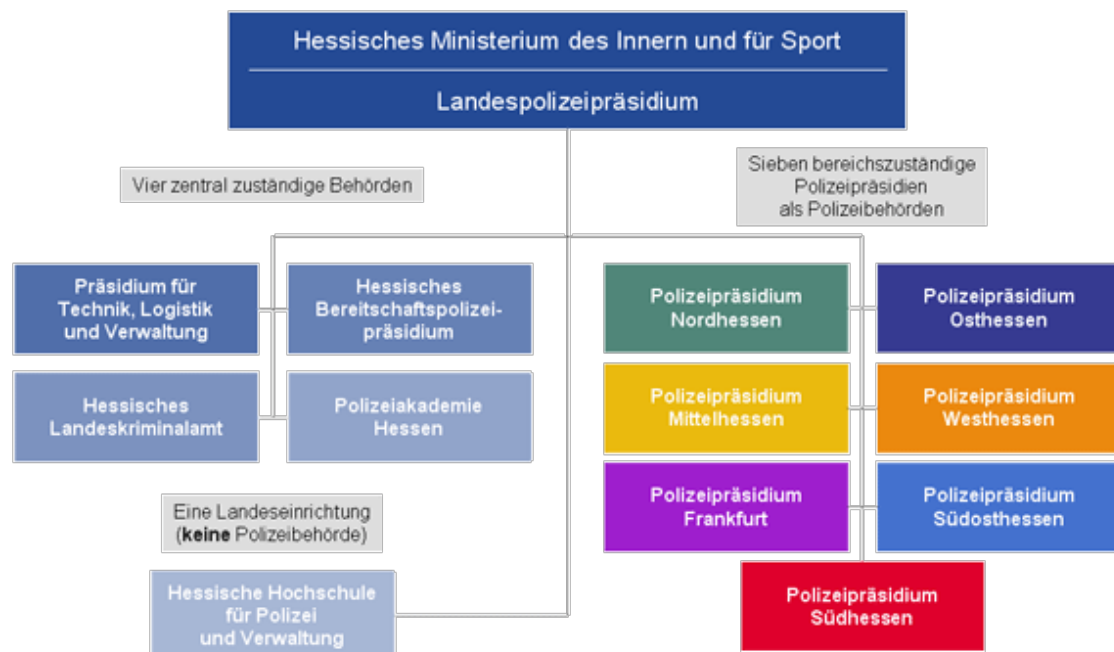 Hessisches Ministerium des Innern und für Sport
Landespolizeipräsidium
Vier zentral zuständige Behörden
Sieben bereichszuständige
Polizeipräsidien
als Polizeibehörden
Präsidium für
Technik, Logistik
und Verwaltung
Hessisches
Bereitschaftspolizei-
präsidium
Hessisches
Landeskriminalamt
Polizeiakademie
Hessen
Eine Landeseinrichtung
(keine Polizeibehörde)
Hessische Hochschule
für Polizei
und Verwaltung
Polizeipräsidium
Nordhessen
Polizeipräsidium
Osthessen
Polizeipräsidium
Mittelhessen
Polizeipräsidium
Westhessen
Polizeipräsidium
Frankfurt
Polizeipräsidium
Südosthessen
Polizeipräsidium
Südhessen